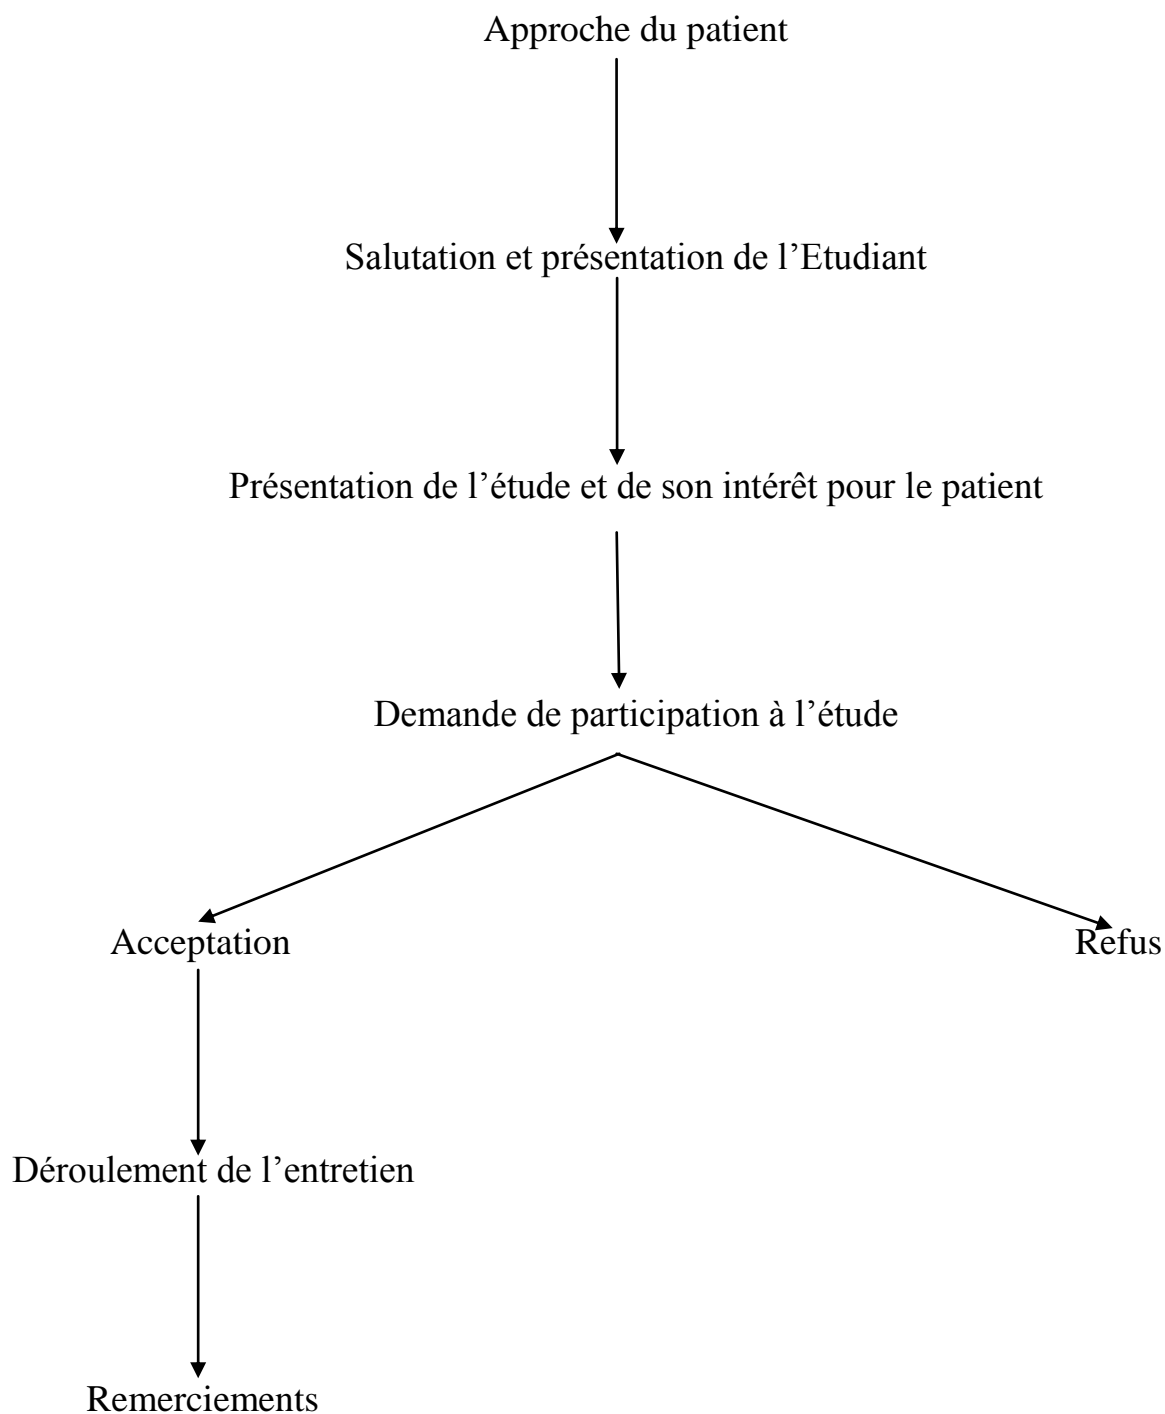 Approche du patient
Salutation et présentation de l’Etudiant
Présentation de l’étude et de son intérêt pour le patient
Demande de participation à l’étude
Acceptation
Refus
Déroulement de l’entretien
Remerciements